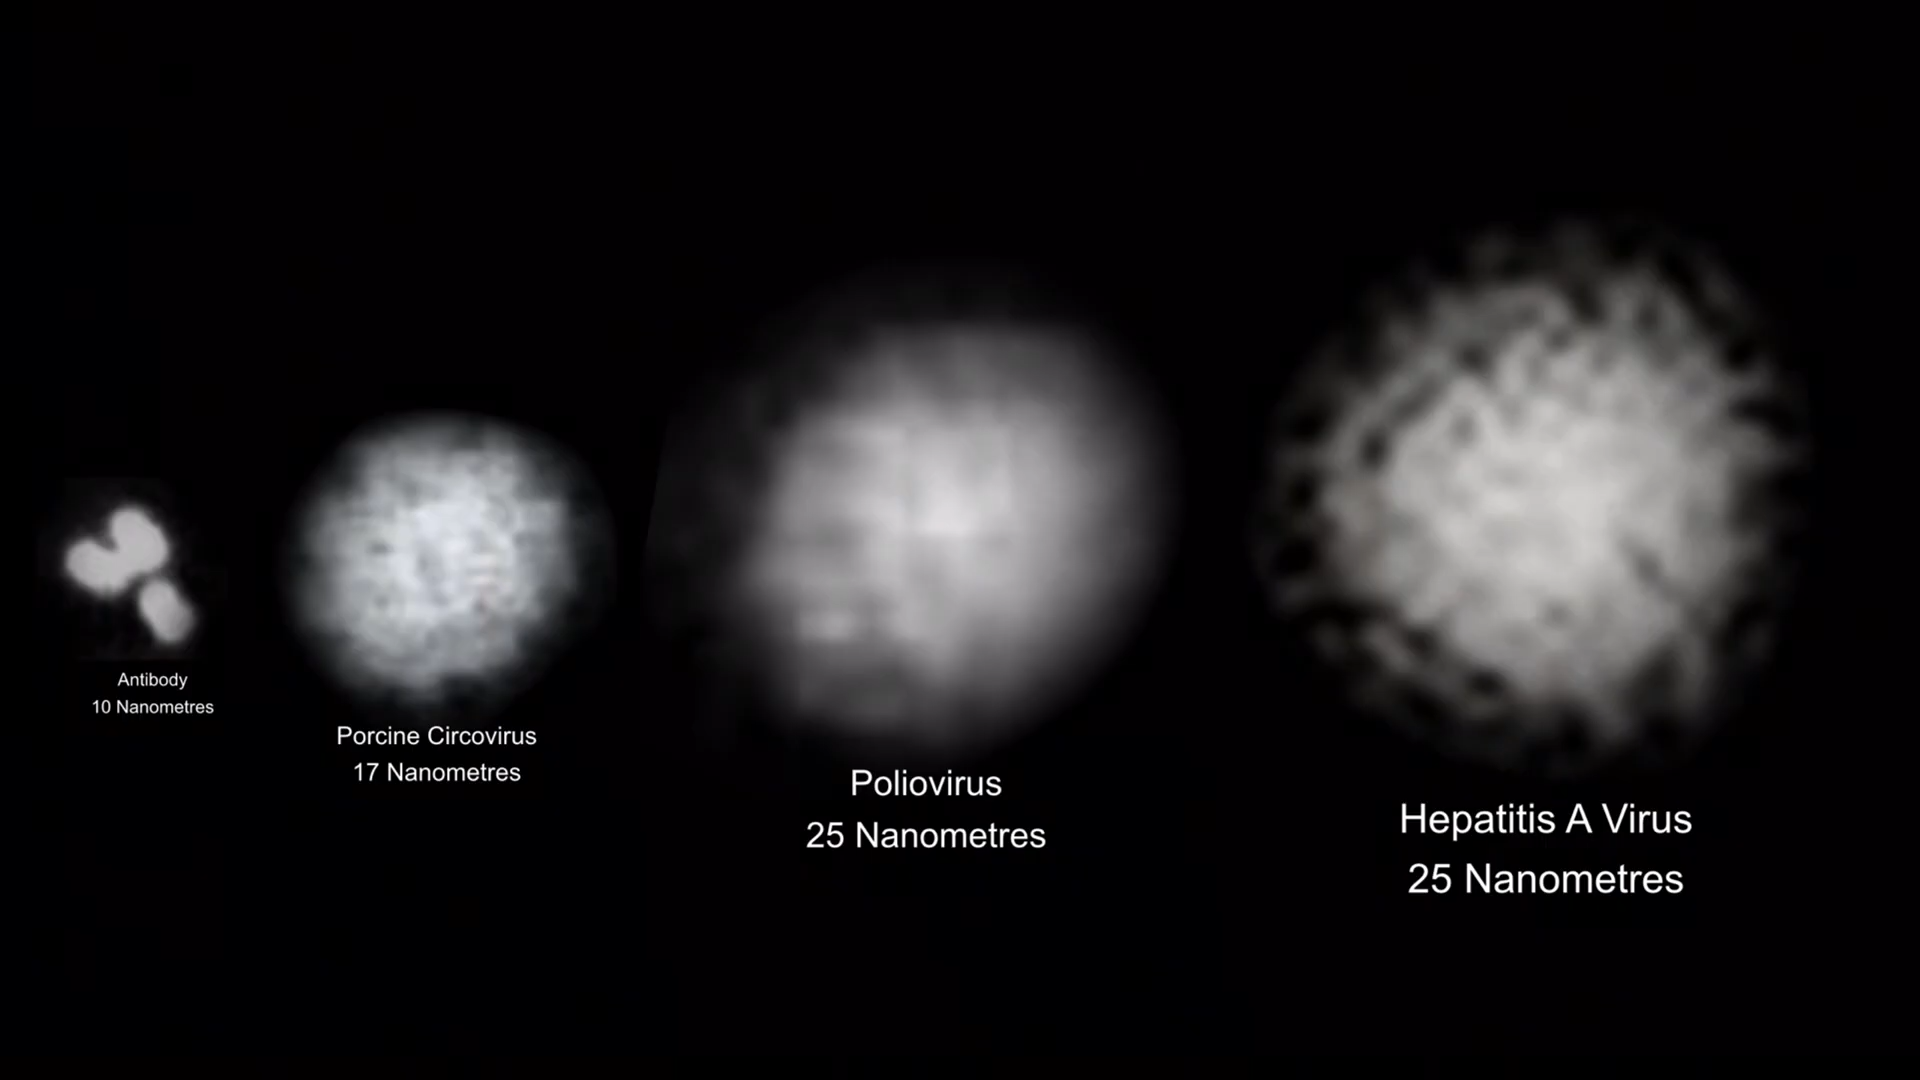 Antibody
10 Nanometres
Porcine Circovirus
17 Nanometres
Poliovirus
25 Nanometres
Hepatitis A Virus
25 Nanometres